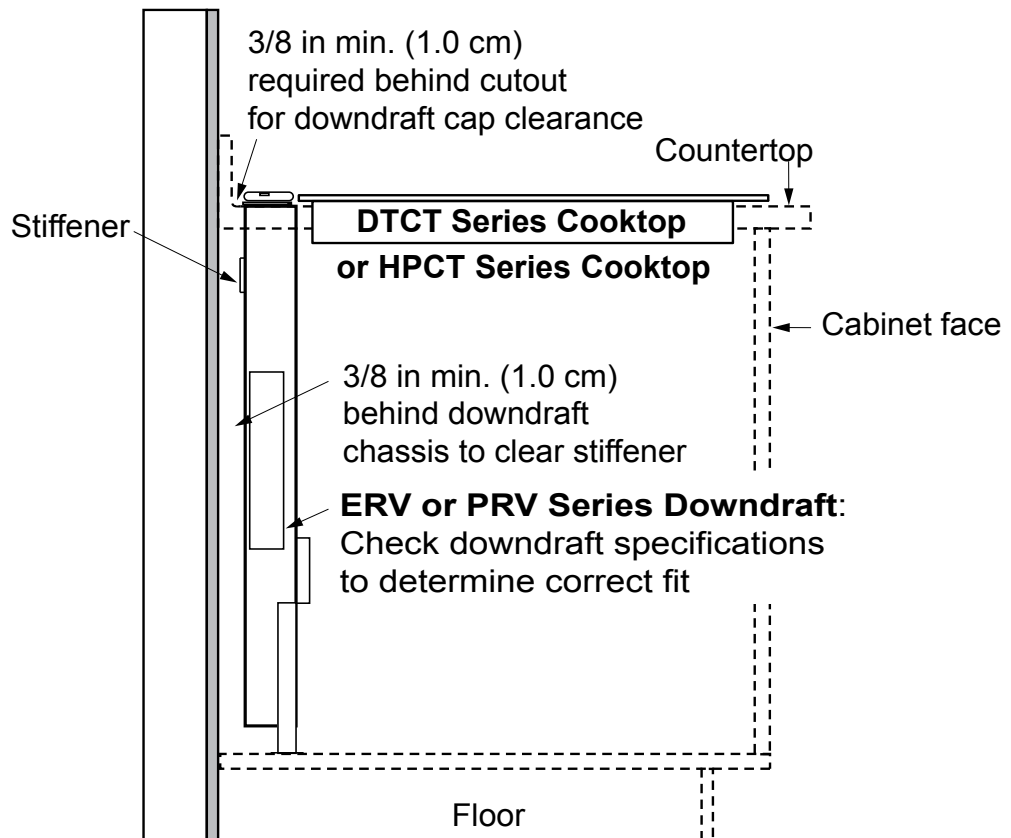 3/8 in min. (1.0 cm)
required behind cutout
for downdraft cap clearance
Countertop
Stiffener
DTCT Series Cooktop
or HPCT Series Cooktop
Cabinet face
3/8 in min. (1.0 cm)
behind downdraft
chassis to clear stiffener
ERV or PRV Series Downdraft:
Check downdraft specifications
to determine correct fit
Floor